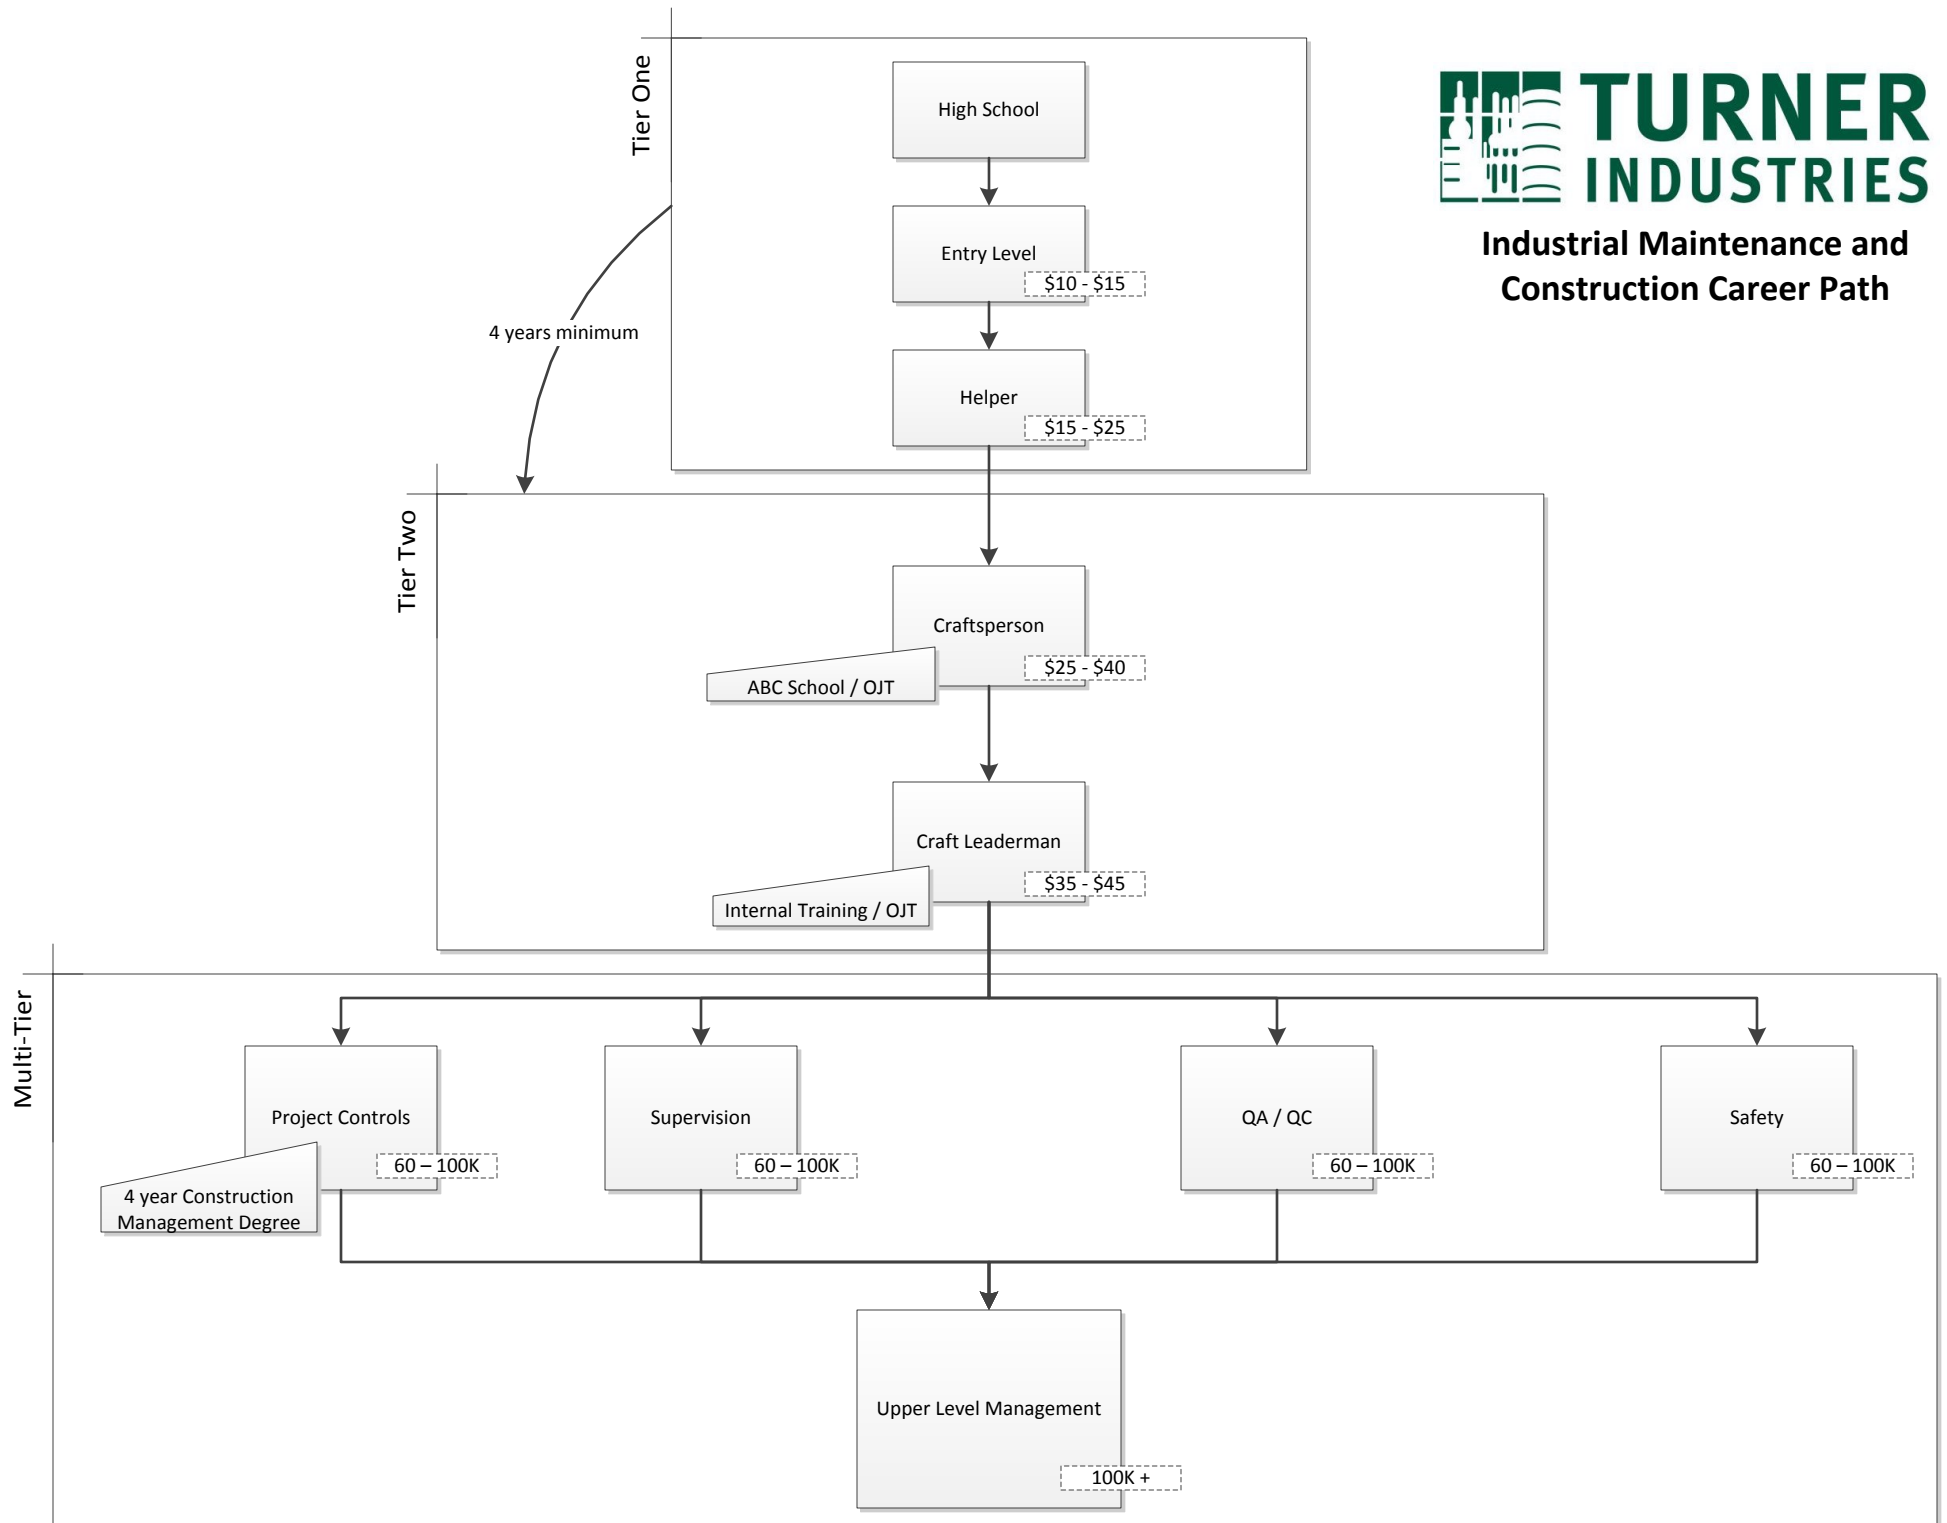 TURNER
INDUSTRIES
Industrial Maintenance and
Construction Career Path
Tier One
High School
Entry Level
$10 - $15
4 years minimum
Helper
$15 - $25
Tier Two
Craftsperson
$25 - $40
ABC School / OJT
Craft Leaderman
$35 - $45
Internal Training / OJT
Multi-Tier
Project Controls
60 – 100K
4 year Construction
Management Degree
Supervision
60 – 100K
QA / QC
60 – 100K
Safety
60 – 100K
Upper Level Management
100K +